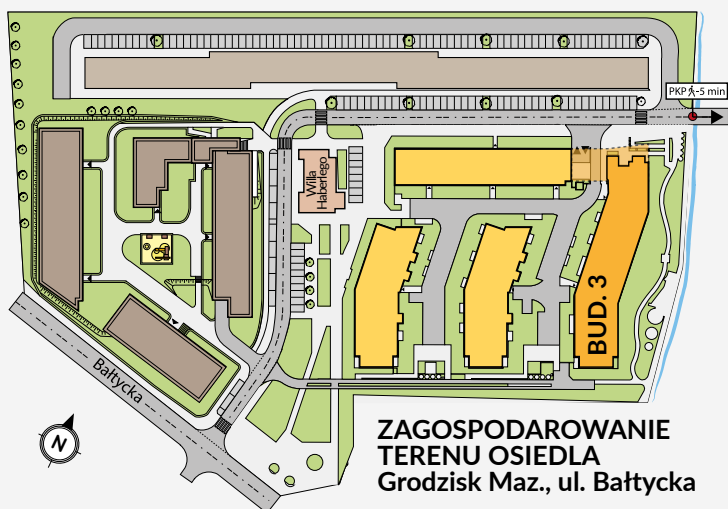 PKP -5 min
Willa
Haberlego
BUD. 3
Bałtycka
N
ZAGOSPODAROWANIE
TERENU OSIEDLA
Grodzisk Maz., ul. Bałtycka